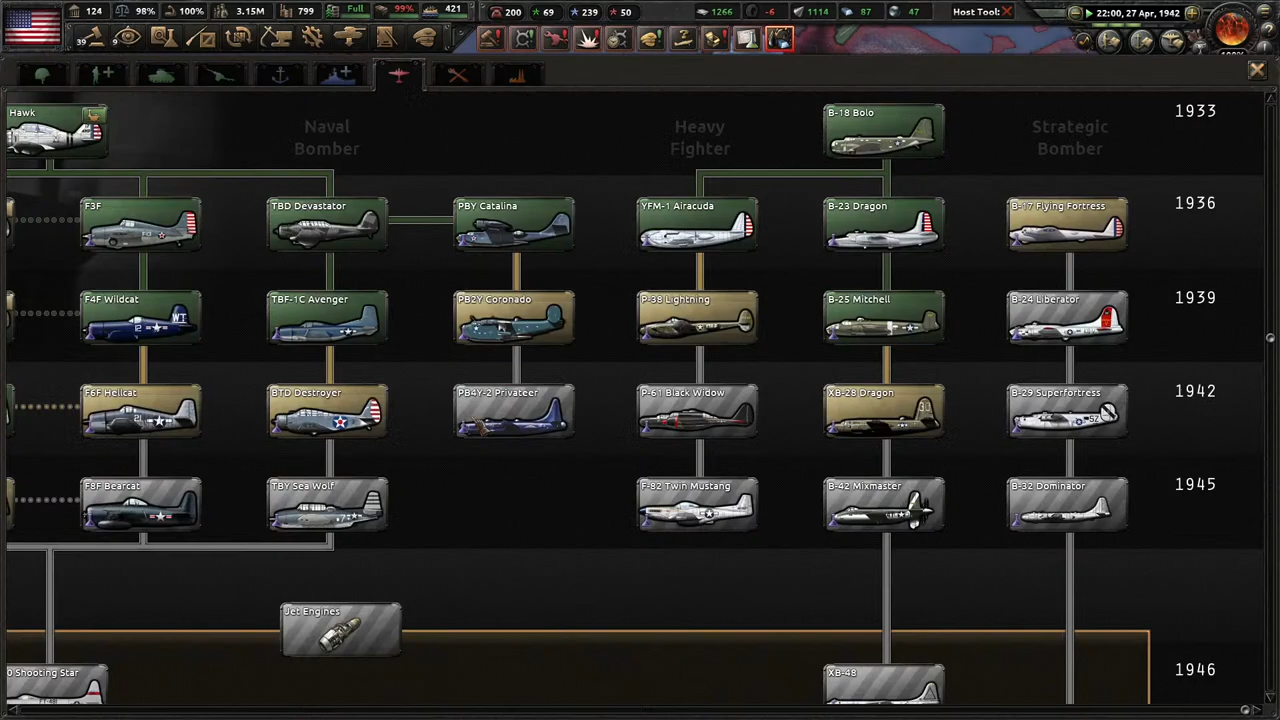 124
98%
100%
3.15M
799
Full
99%
421
200
69
239
50
1266
-6
1114
87
47
Host Tool:
22:00, 27 Apr, 1942
39
9
100%
Hawk
Naval
Bomber
Heavy
Fighter
B-18 Bolo
Strategic
Bomber
1933
F3F
TBD Devastator
PBY Catalina
YFM-1 Airacuda
B-23 Dragon
B-17 Flying Fortress
1936
F4F Wildcat
TBF-1C Avenger
PB2Y Coronado
P-38 Lightning
B-25 Mitchell
B-24 Liberator
1939
F6F Hellcat
BTD Destroyer
PB4Y-2 Privateer
P-61 Black Widow
XB-28 Dragon
B-29 Superfortress
1942
F8F Bearcat
TBY Sea Wolf
F-82 Twin Mustang
B-42 Mixmaster
B-32 Dominator
1945
Jet Engines
0 Shooting Star
XB-48
1946